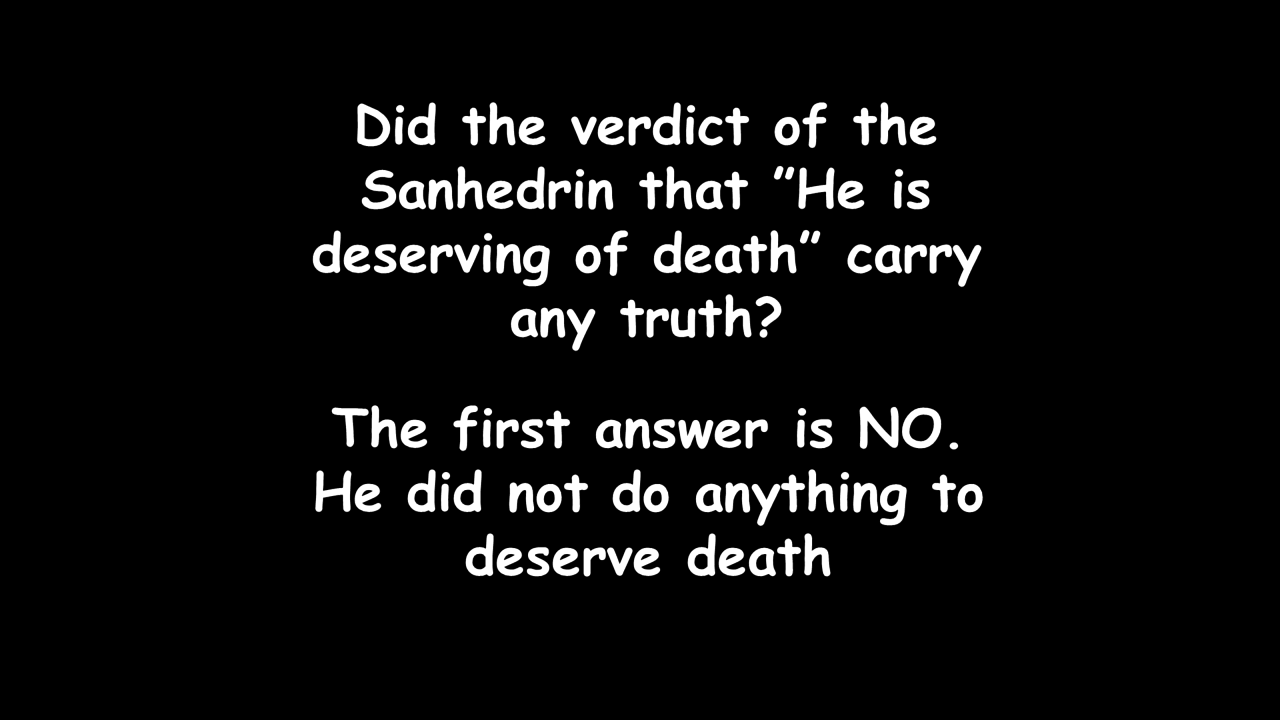 Did the verdict of the
Sanhedrin that ”He is
deserving of death” carry
any truth?
The first answer is NO.
He did not do anything to
deserve death